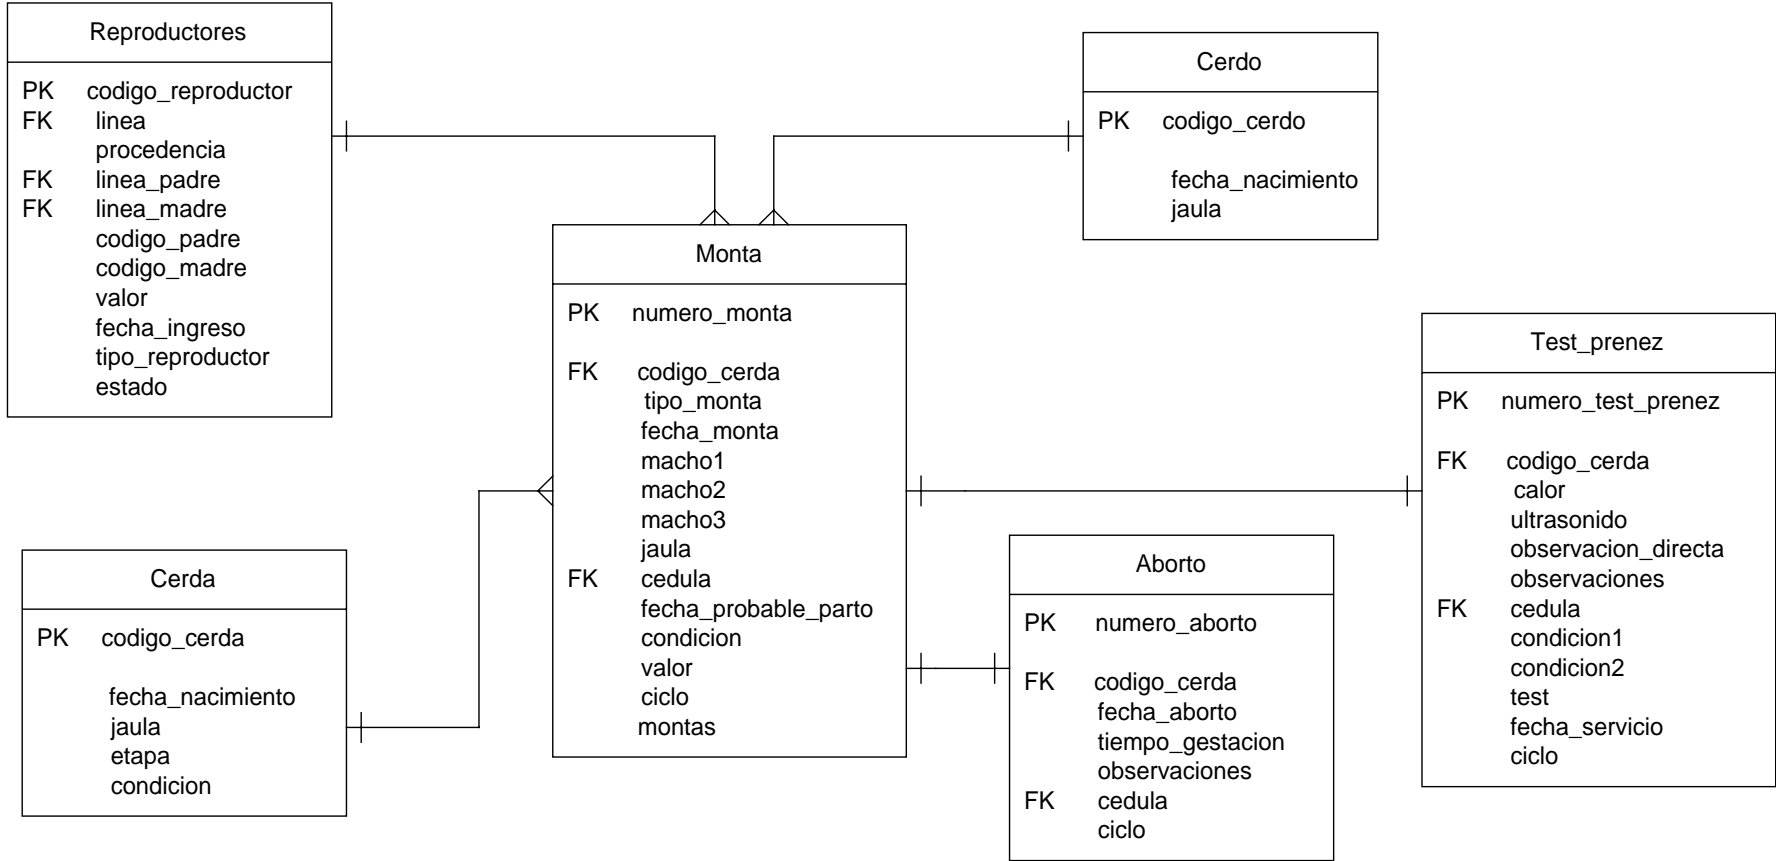 Reproductores
PK codigo_reproductor
FK linea
procedencia
FK linea_padre
FK linea_madre
codigo_padre
codigo_madre
valor
fecha_ingreso
tipo_reproductor
estado
Cerdo
PK codigo_cerdo
fecha_nacimiento
jaula
Monta
PK numero_monta
FK codigo_cerda
tipo_monta
fecha_monta
macho1
macho2
macho3
jaula
FK cedula
fecha_probable_parto
condicion
valor
ciclo
montas
Test_prenez
PK numero_test_prenez
FK codigo_cerda
calor
ultrasonido
observacion_directa
observaciones
FK cedula
condicion1
condicion2
test
fecha_servicio
ciclo
Cerda
PK codigo_cerda
fecha_nacimiento
jaula
etapa
condicion
Aborto
PK numero_aborto
FK codigo_cerda
fecha_aborto
tiempo_gestacion
observaciones
FK cedula
ciclo